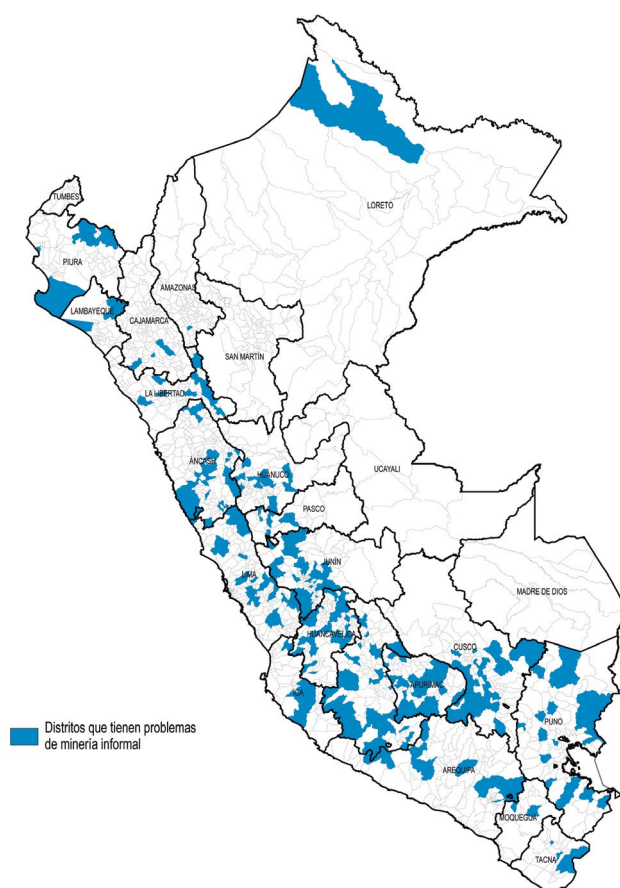 LORETO
TUMBES
PIURA
AMAZONAS
LAMBAYEQUE
CAJAMARCA
SAN MARTÍN
LA LIBERTAD
ÁNCASH
HUÁNUCO
UCAYALI
PASCO
JUNÍN
LIMA
MADRE DE DIOS
HUANCAVELICA
CUSCO
APURÍMAC
ICA
PUNO
Distritos que tienen problemas
de minería informal
AREQUIPA
MOQUEGUA
TACNA